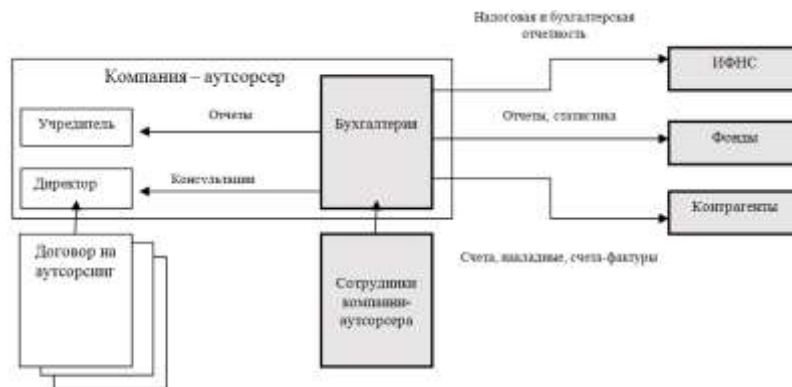 Налоговая и бухгалтерская
отчетность
ИФНС
Компания – аутсорсер
Учредитель
Отчеты
Бухгалтерия
Отчеты, статистика
Фонды
Директор
Консультации
Контрагенты
Договор на
аутсорсинг
Сотрудники
компании-
аутсорсера
Счета, накладные, счета-фактуры